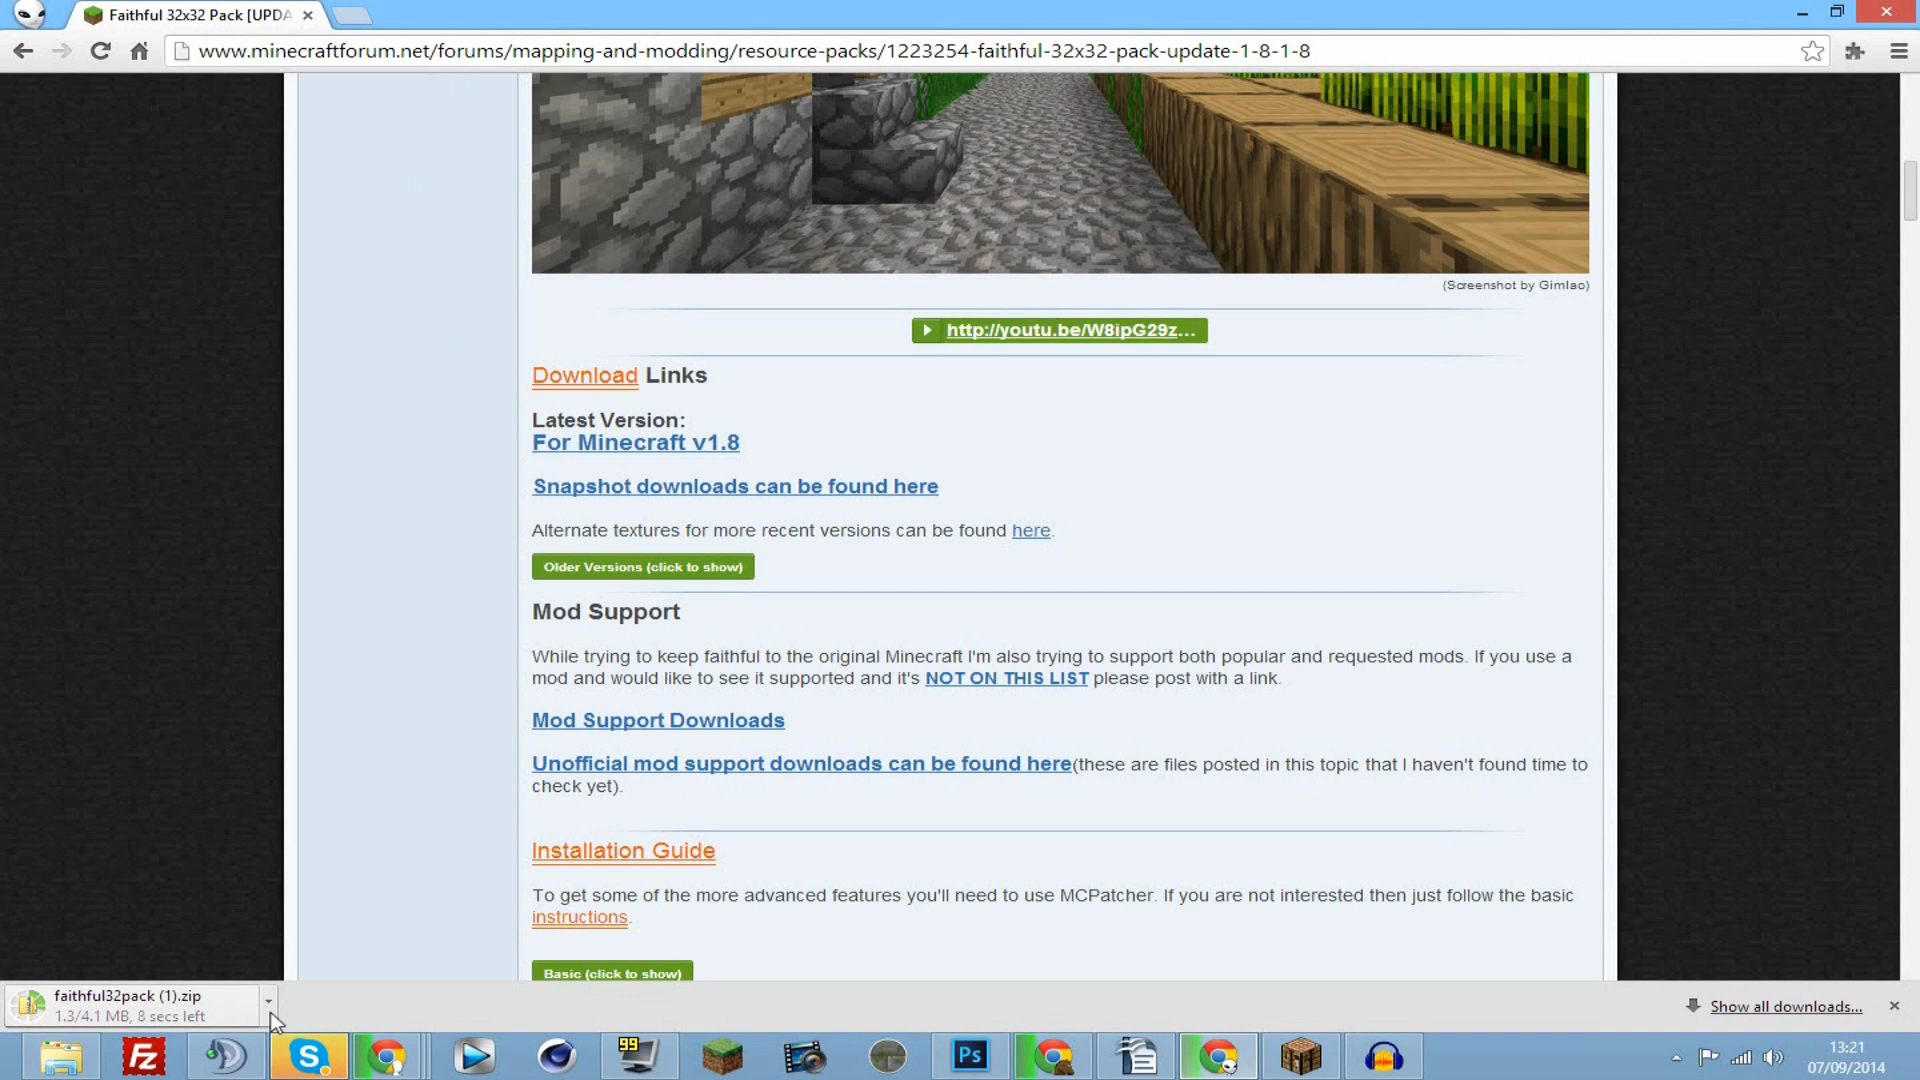 Faithful 32x32 Pack [UPDA
www.minecraftforum.net/forums/mapping-and-modding/resource-packs/1223254-faithful-32x32-pack-update-1-8-1-8
(Screenshot by Gimlao)
http://youtu.be/W8ipG29z...
Download Links
Latest Version:
For Minecraft v1.8
Snapshot downloads can be found here
Alternate textures for more recent versions can be found here.
Older Versions (click to show)
Mod Support
While trying to keep faithful to the original Minecraft I'm also trying to support both popular and requested mods. If you use a
mod and would like to see it supported and it's NOT ON THIS LIST please post with a link.
Mod Support Downloads
Unofficial mod support downloads can be found here(these are files posted in this topic that I haven't found time to
check yet).
Installation Guide
To get some of the more advanced features you'll need to use MCPatcher. If you are not interested then just follow the basic
instructions.
Basic (click to show)
faithful32pack (1).zip
1.3/4.1 MB, 8 secs left
Show all downloads...
Fz
S
99
Ps
13:21
07/09/2014